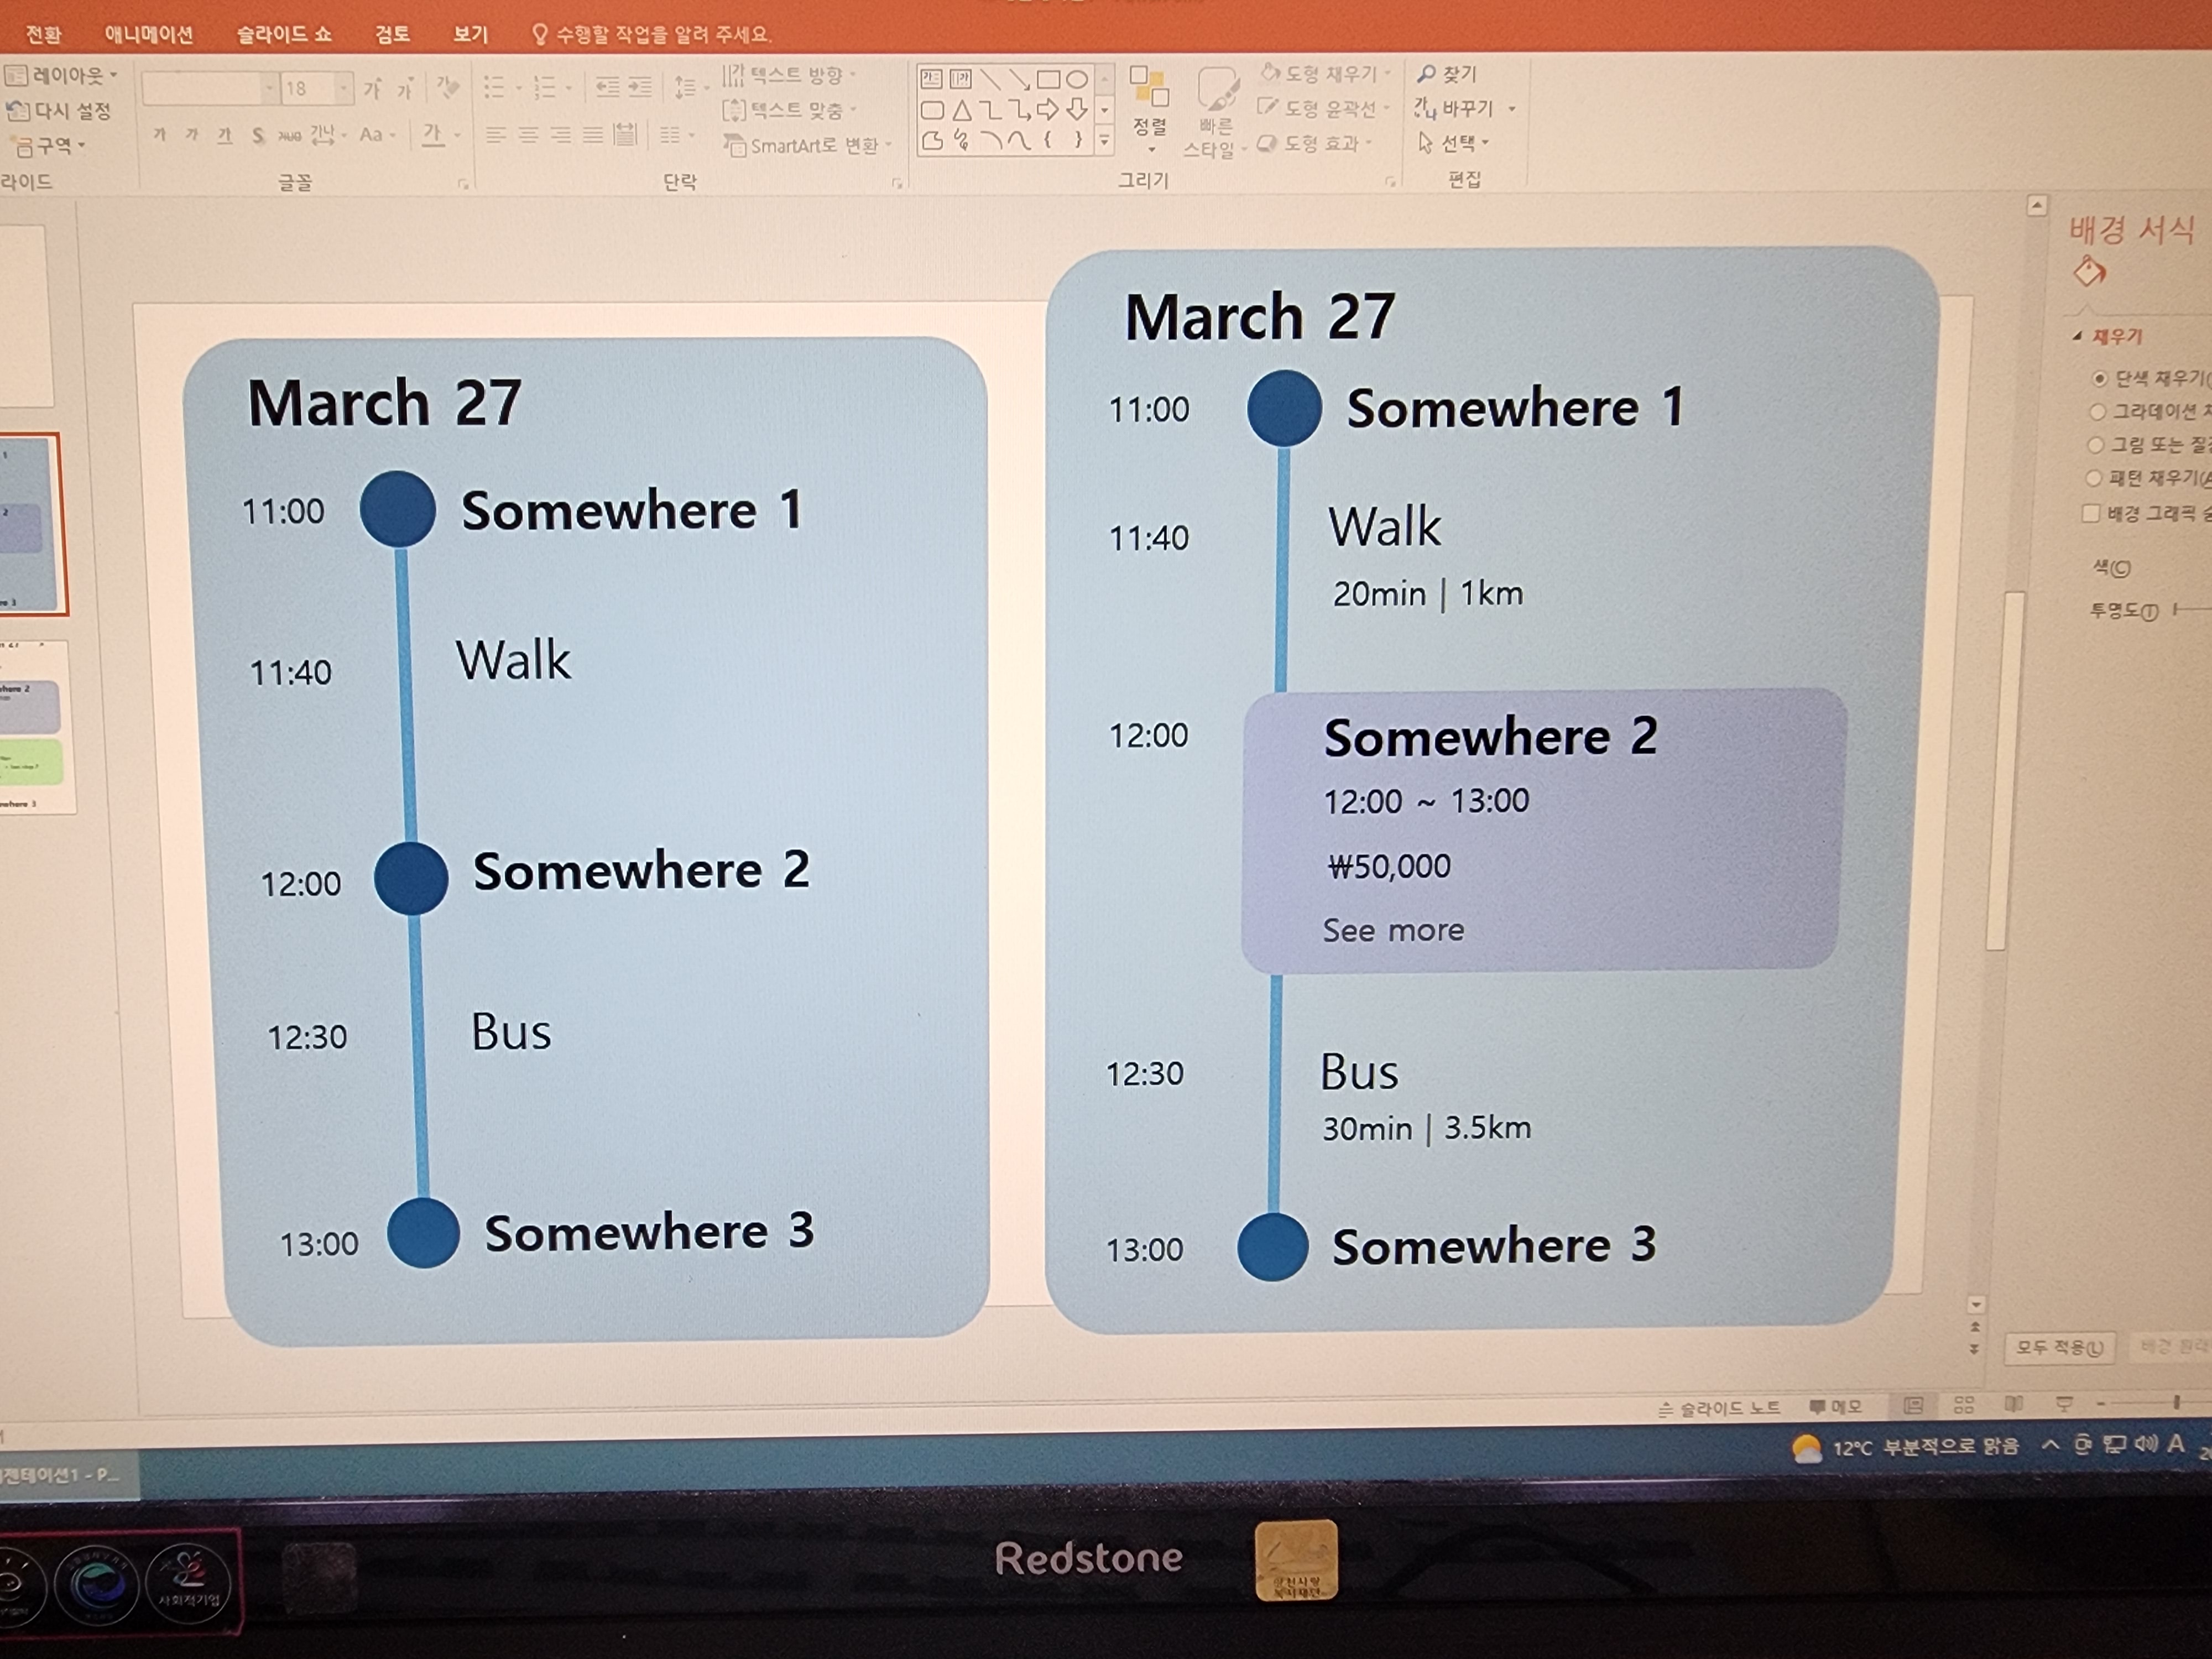 전환 애니메이션 슬라이드 쇼 검토 보기 수행할 작업을 알려 주세요.
레이아웃
다시 설정
구역
라이드
18
가 가 가 S Aa 가
글꼴
텍스트 방향
텍스트 맞춤
SmartArt로 변환
단락
정렬
빠른
스타일
도형 채우기
도형 윤곽선
도형 효과
그리기
찾기
바꾸기
선택
편집
배경 서식
채우기
단색 채우기(
그라데이션
그림 또는
패턴 채우기(A
배경 그래픽 숨
색(C)
투명도(T)
모두 적용(L)
March 27
11:00 Somewhere 1
11:40 Walk
12:00 Somewhere 2
12:30 Bus
13:00 Somewhere 3
March 27
11:00 Somewhere 1
11:40 Walk
20min | 1km
12:00 Somewhere 2
12:00 ~ 13:00
₩50,000
See more
12:30 Bus
30min | 3.5km
13:00 Somewhere 3
슬라이드 노트 메모
젠테이션1 - P...
12°C 부분적으로 맑음 A
Redstone
사회적기업